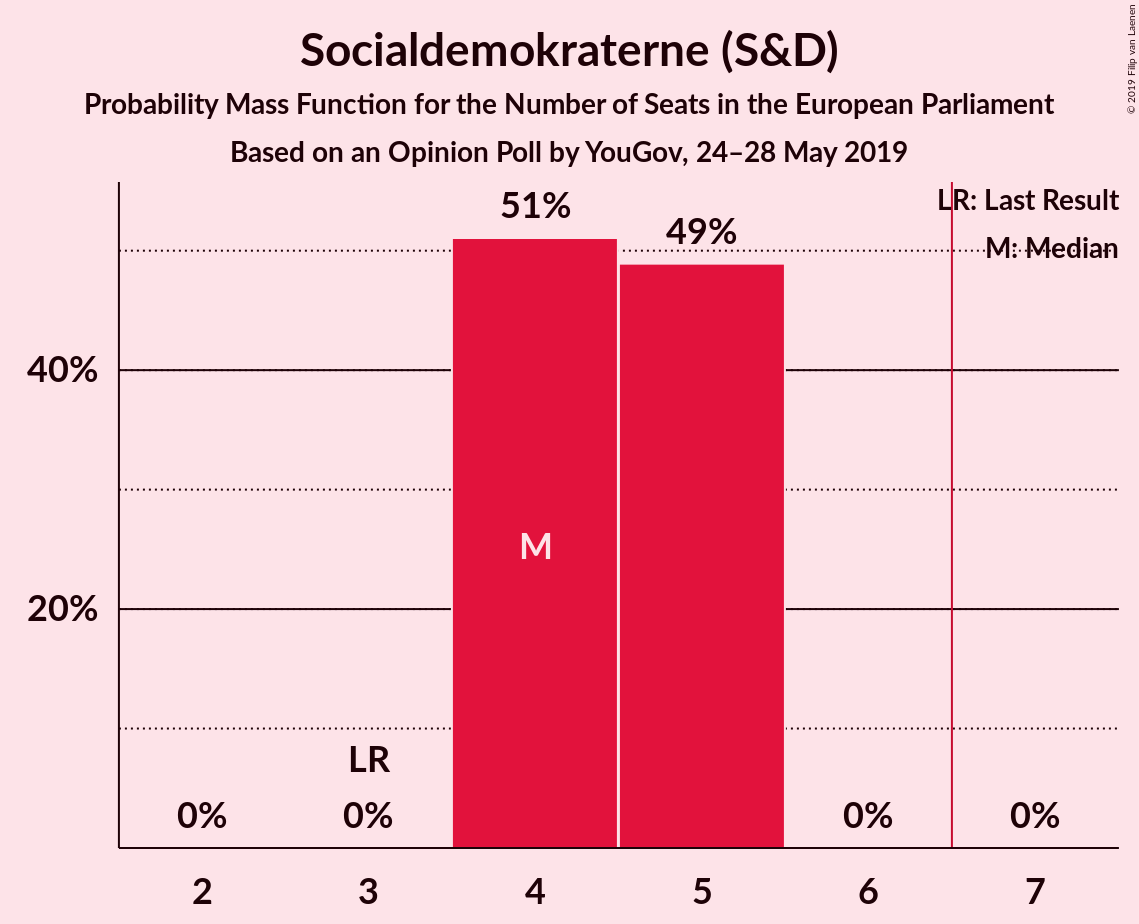 Socialdemokraterne (S&D)
Probability Mass Function for the Number of Seats in the European Parliament
Based on an Opinion Poll by YouGov, 24–28 May 2019
© 2019 Filip van Laenen
LR: Last Result
M: Median
51%
49%
40%
20%
M
LR
0%
0%
0%
0%
2
3
4
5
6
7